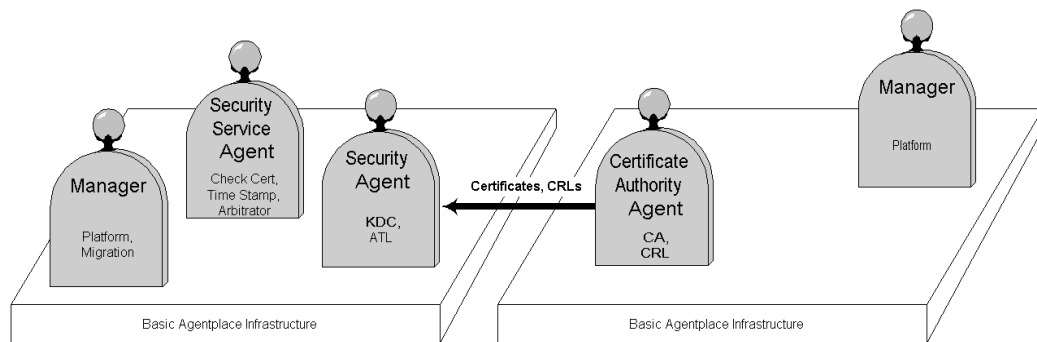 Manager
Platform,
Migration
Security
Service
Agent
Check Cert,
Time Stamp,
Arbitrator
Security
Agent
KDC,
ATL
Certificates, CRLs
Certificate
Authority
Agent
CA,
CRL
Manager
Platform
Basic Agentplace Infrastructure
Basic Agentplace Infrastructure